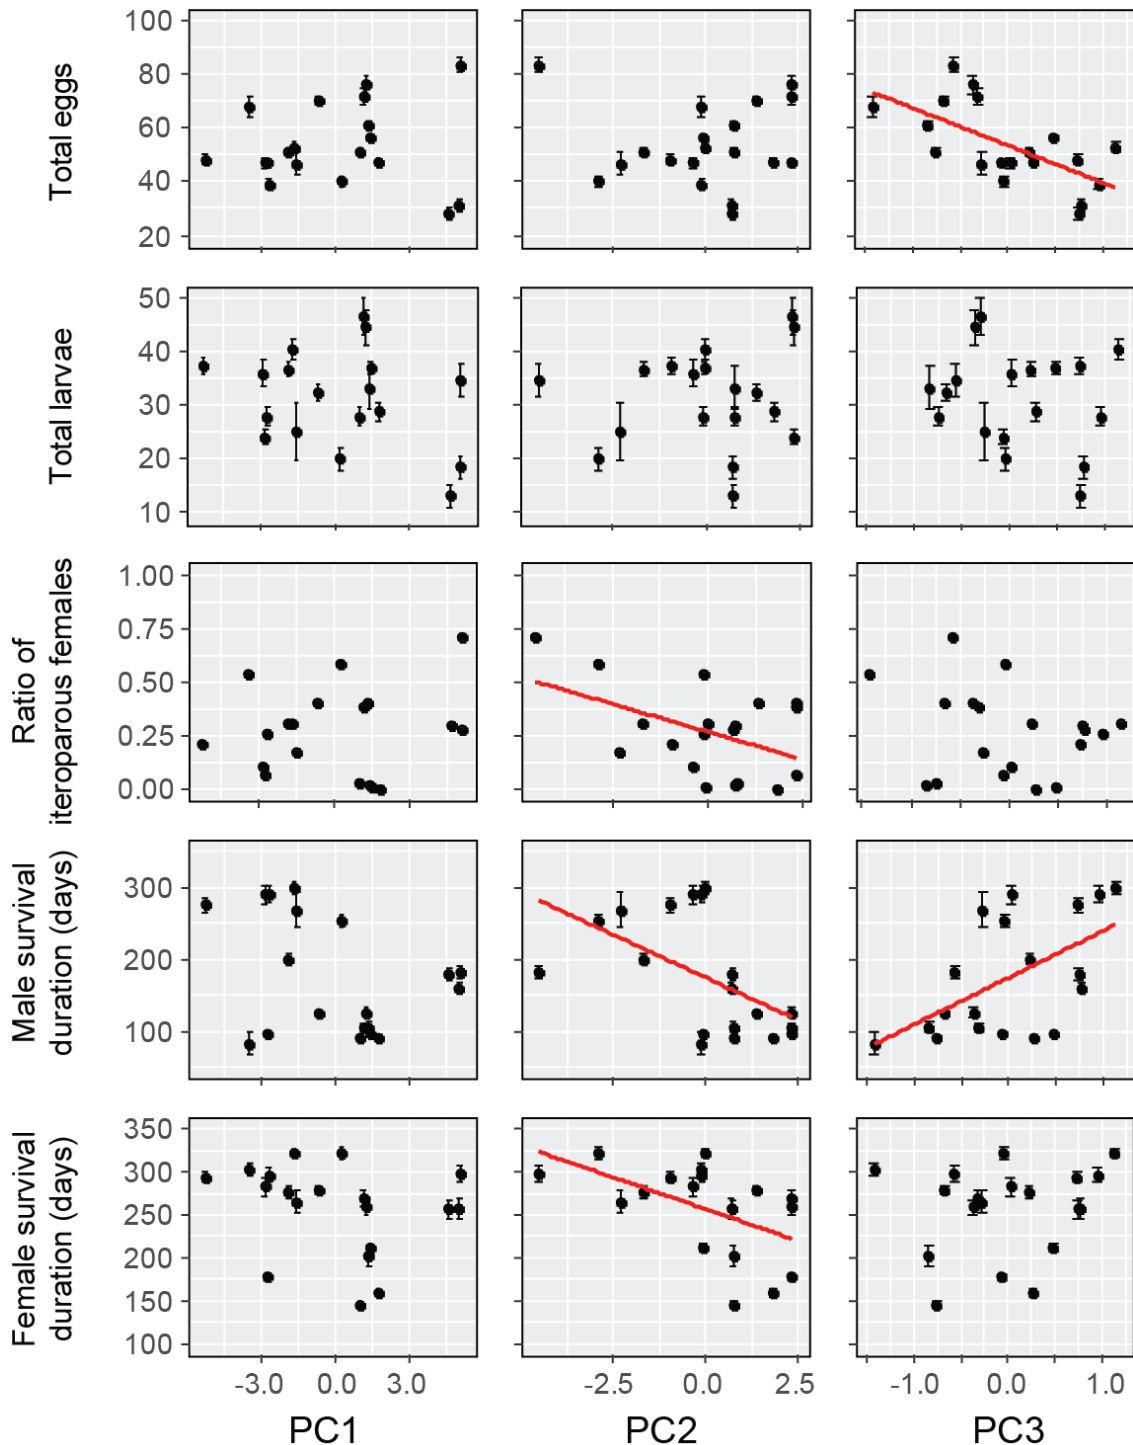 Total eggs
100
80
60
40
20
Total larvae
50
40
30
20
10
Ratio of
iteroparous females
1.00
0.75
0.50
0.25
0.00
Male survival
duration (days)
300
200
100
Female survival
duration (days)
350
300
250
200
150
100
-3.0 0.0 3.0
-2.5 0.0 2.5
-1.0 0.0 1.0
PC1 PC2 PC3